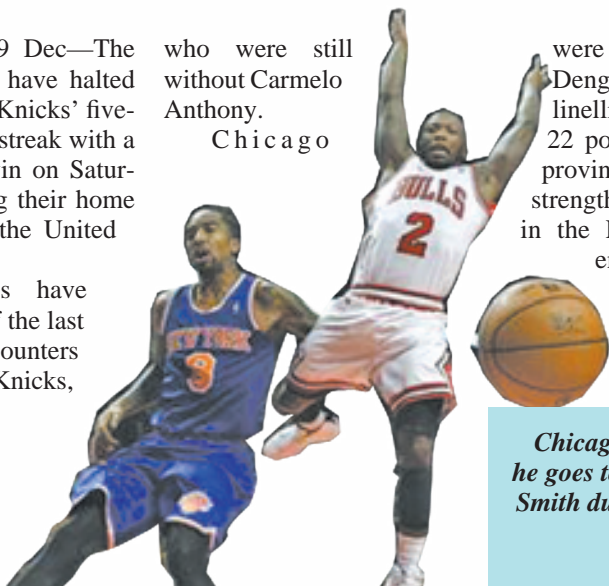 9 Dec—The
have halted
Knicks' five-
streak with a
in on Satur-
g their home
the United
s have
f the last
ounters
Knicks,
who were still
without Carmelo
Anthony.
Chicago
were
Deng
linelli
22 po
provin
strength
in the
e
BULLS
2
NEW YORK
Chicag
he goes t
Smith du